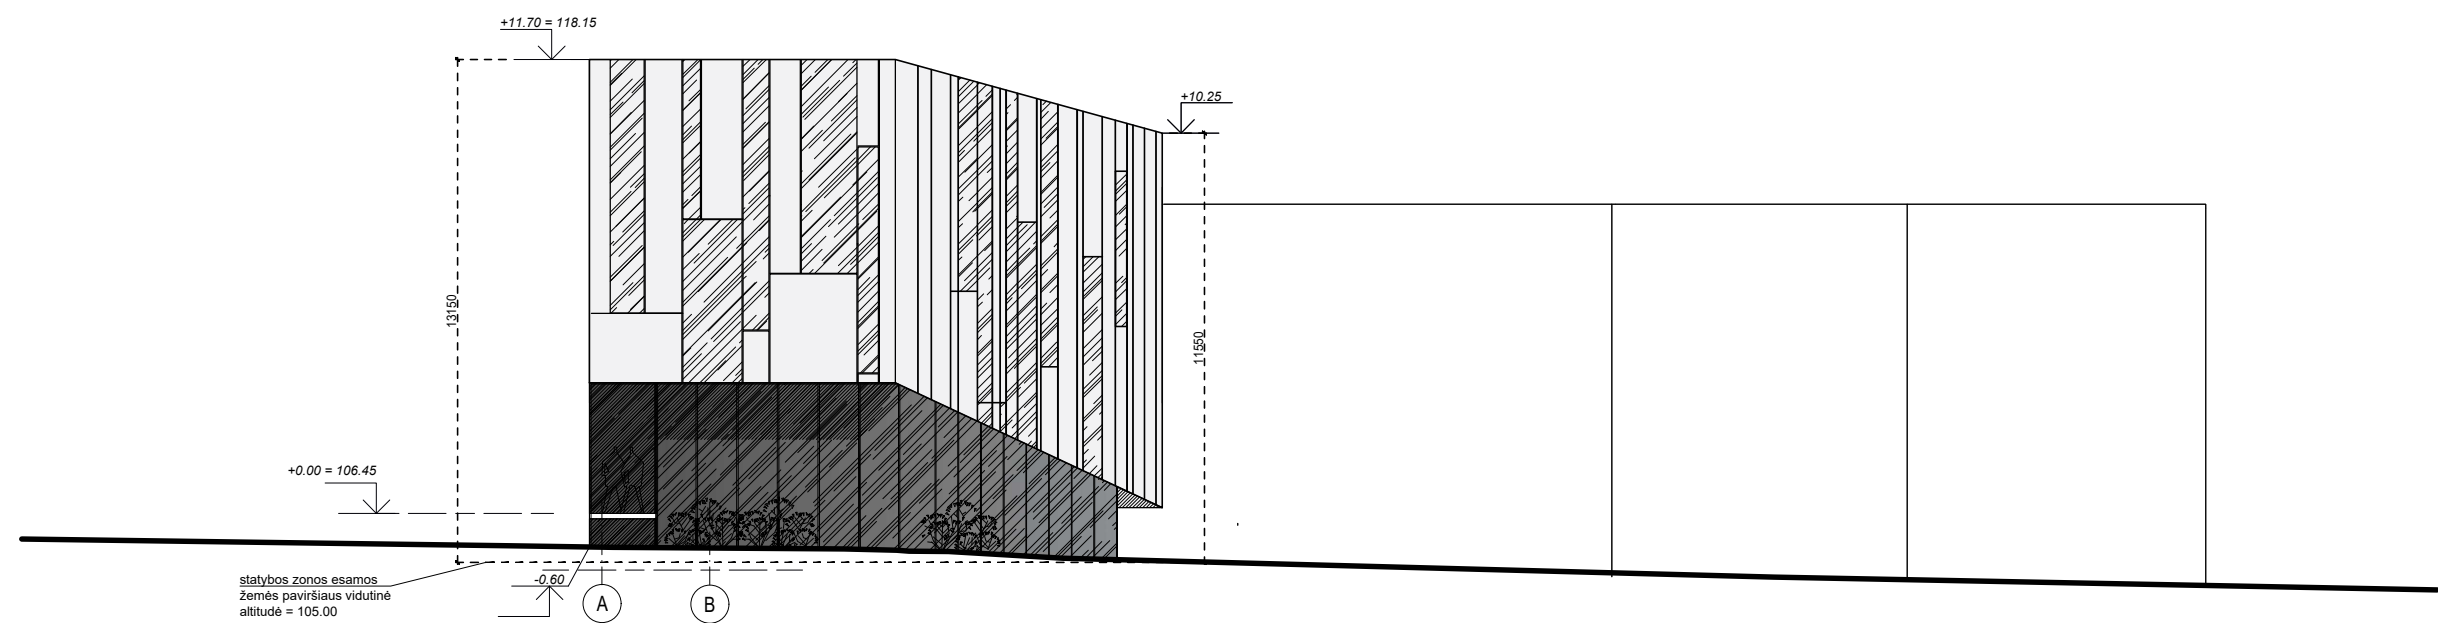 +11.70 = 118.15
+10.25
13150
11550
+0.00 = 106.45
-0.60
statybos zonos esamos
žemės paviršiaus vidutinė
altitudė = 105.00
A
B